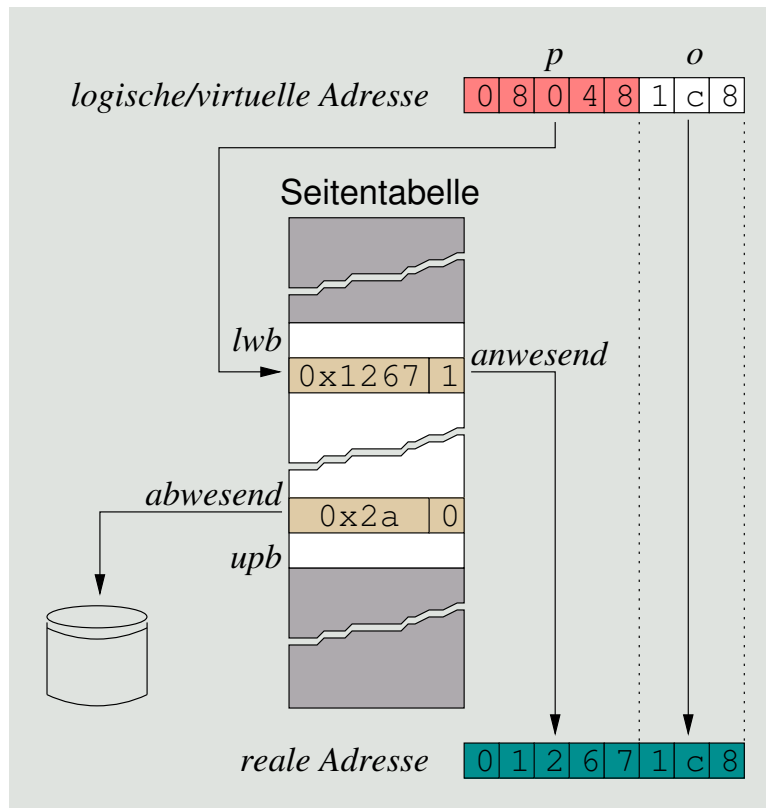 p o
logische/virtuelle Adresse 0 8 0 4 8 1 c 8
Seitentabelle
lwb
0x1267 1 anwesend
abwesend
0x2a 0
upb
reale Adresse 0 1 2 6 7 1 c 8